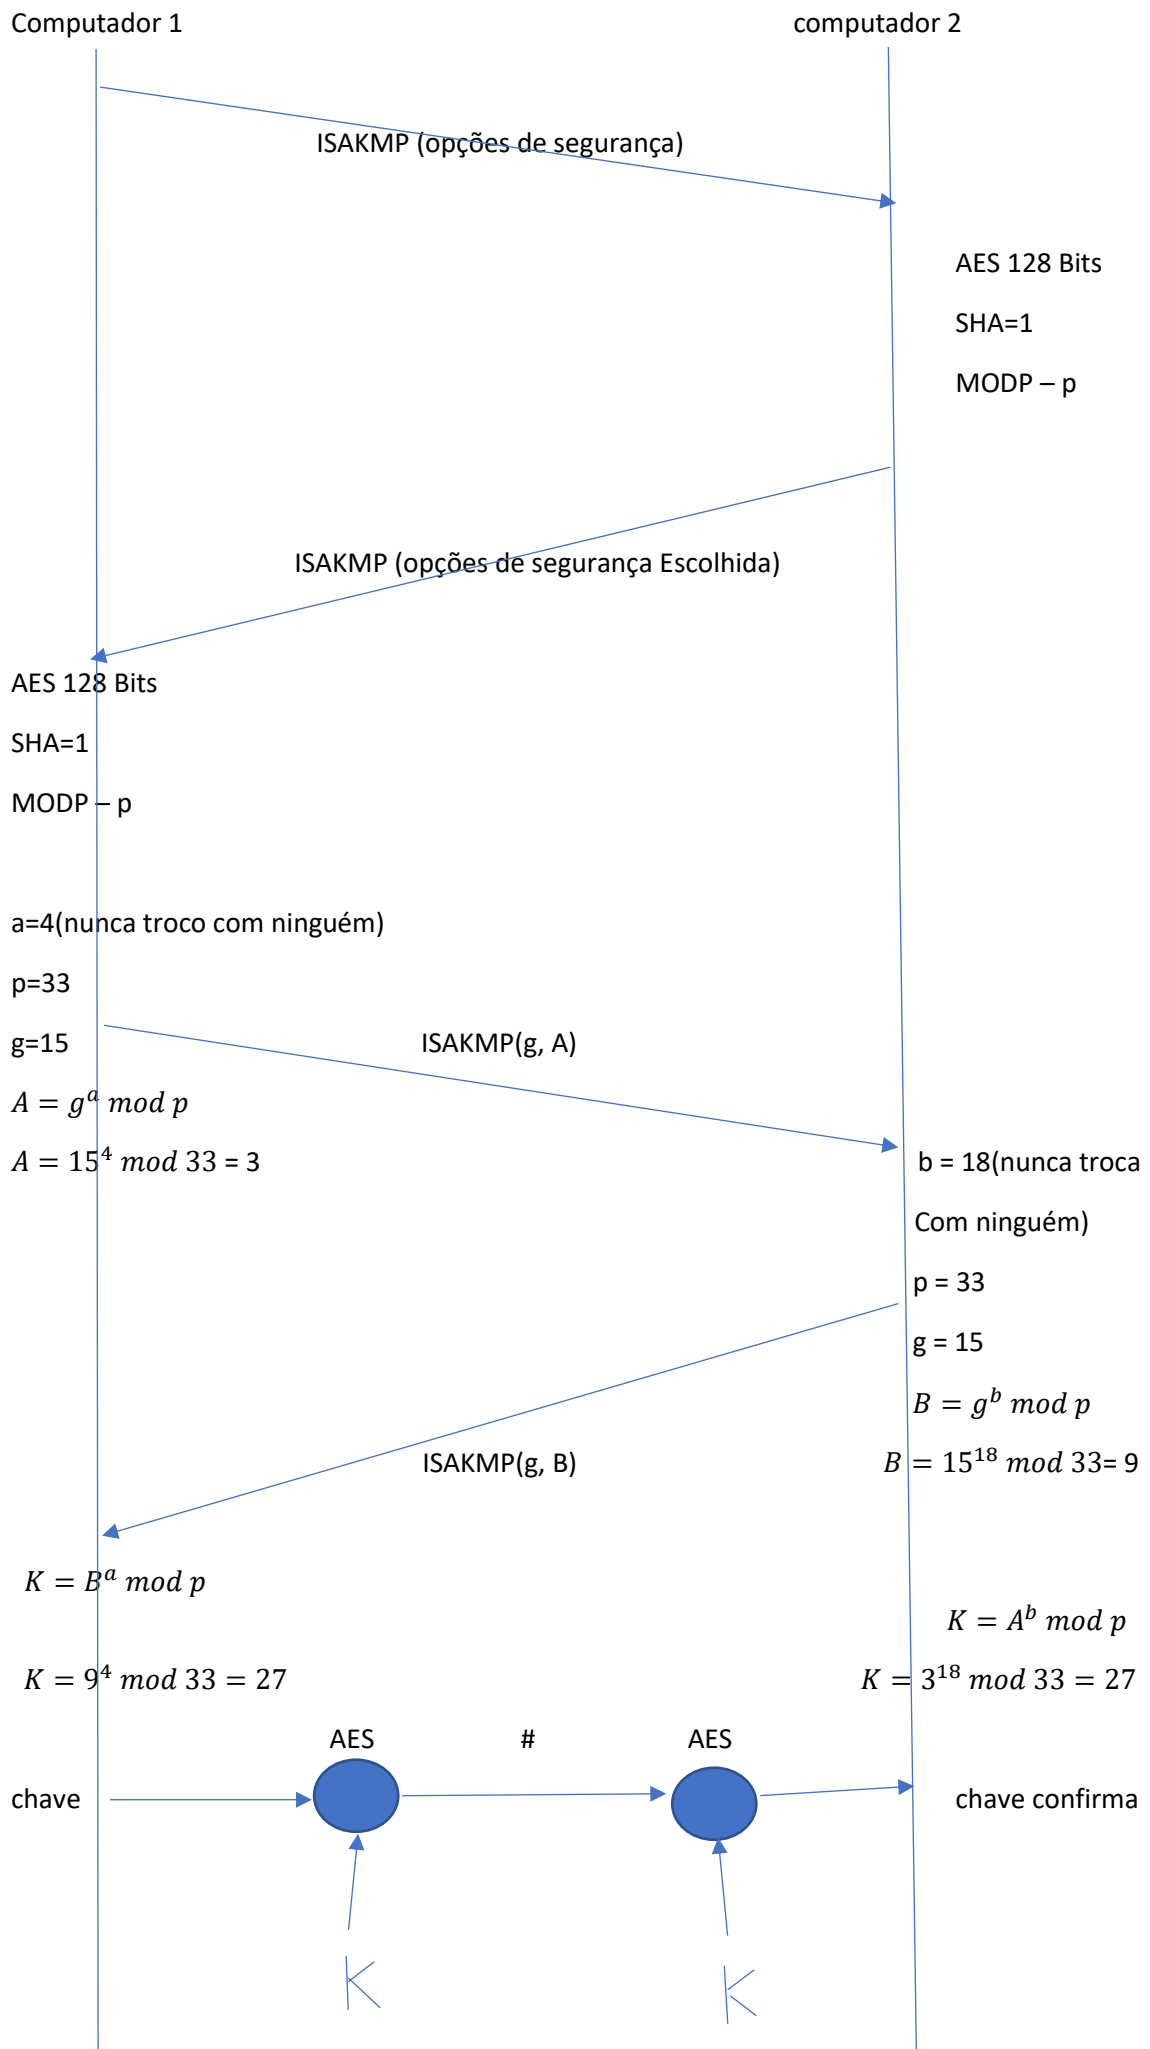 Computador 1 computador 2
ISAKMP (opções de segurança)
AES 128 Bits
SHA=1
MODP – p
ISAKMP (opções de segurança Escolhida)
AES 128 Bits
SHA=1
MODP – p
a=4(nunca troco com ninguém)
p=33
g=15 ISAKMP(g, A)
A = g^a mod p
A = 15^4 mod 33 = 3
b = 18(nunca troca
Com ninguém)
p = 33
g = 15
B = g^b mod p
ISAKMP(g, B) B = 15^18 mod 33= 9
K = B^a mod p
K = A^b mod p
K = 9^4 mod 33 = 27 K = 3^18 mod 33 = 27
AES # AES
chave chave confirma
K K